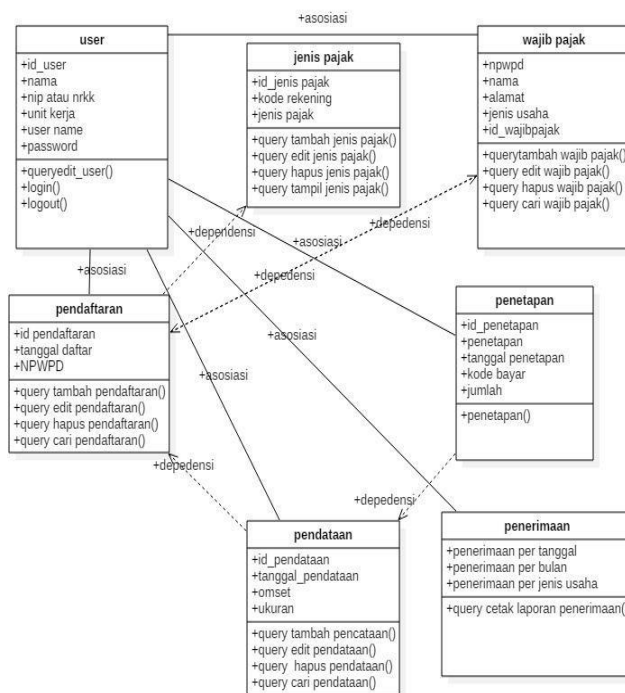 +asosiasi
user
+id_user
+nama
+nip atau nrkk
+unit kerja
+user name
+password
+queryedit_user()
+login()
+logout()
jenis pajak
+id_jenis pajak
+kode rekening
+jenis pajak
+query tambah jenis pajak()
+query edit jenis pajak()
+query hapus jenis pajak()
+query tampil jenis pajak()
wajib pajak
+npwpd
+nama
+alamat
+jenis usaha
+id_wajibpajak
+querytambah wajib pajak()
+query edit wajib pajak()
+query hapus wajib pajak()
+query cari wajib pajak()
+dependensi
+depedensi
+asosiasi
+asosiasi
+depedensi
pendaftaran
+id pendaftaran
+tanggal daftar
+NPWPD
+query tambah pendaftaran()
+query edit pendaftaran()
+query hapus pendaftaran()
+query cari pendaftaran()
penetapan
+id_penetapan
+penetapan
+tanggal penetapan
+kode bayar
+jumlah
+penetapan()
+asosiasi
+asosiasi
+depedensi
+depedensi
pendataan
+id_pendataan
+tanggal_pendataan
+omset
+ukuran
+query tambah pencataan()
+query edit pendataan()
+query hapus pendataan()
+query cari pendataan()
penerimaan
+penerimaan per tanggal
+penerimaan per bulan
+penerimaan per jenis usaha
+query cetak laporan penerimaan()